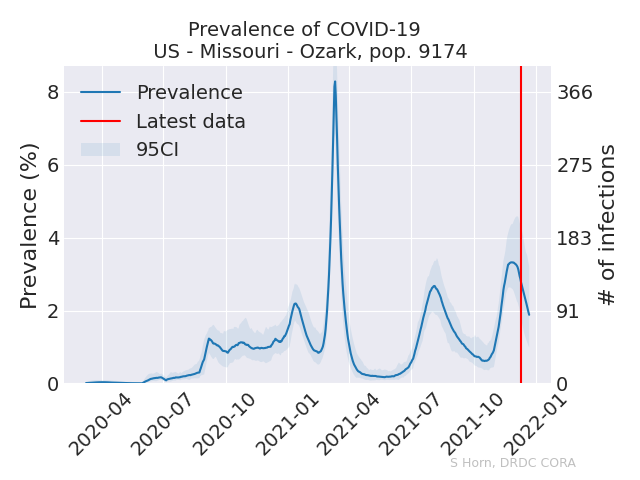 Prevalence of COVID-19
US - Missouri - Ozark, pop. 9174
Prevalence
Latest data
95CI
Prevalence (%)
8
6
4
2
0
# of infections
366
275
183
91
0
2020-04
2020-07
2020-10
2021-01
2021-04
2021-07
2021-10
2022-01
S Horn, DRDC CORA